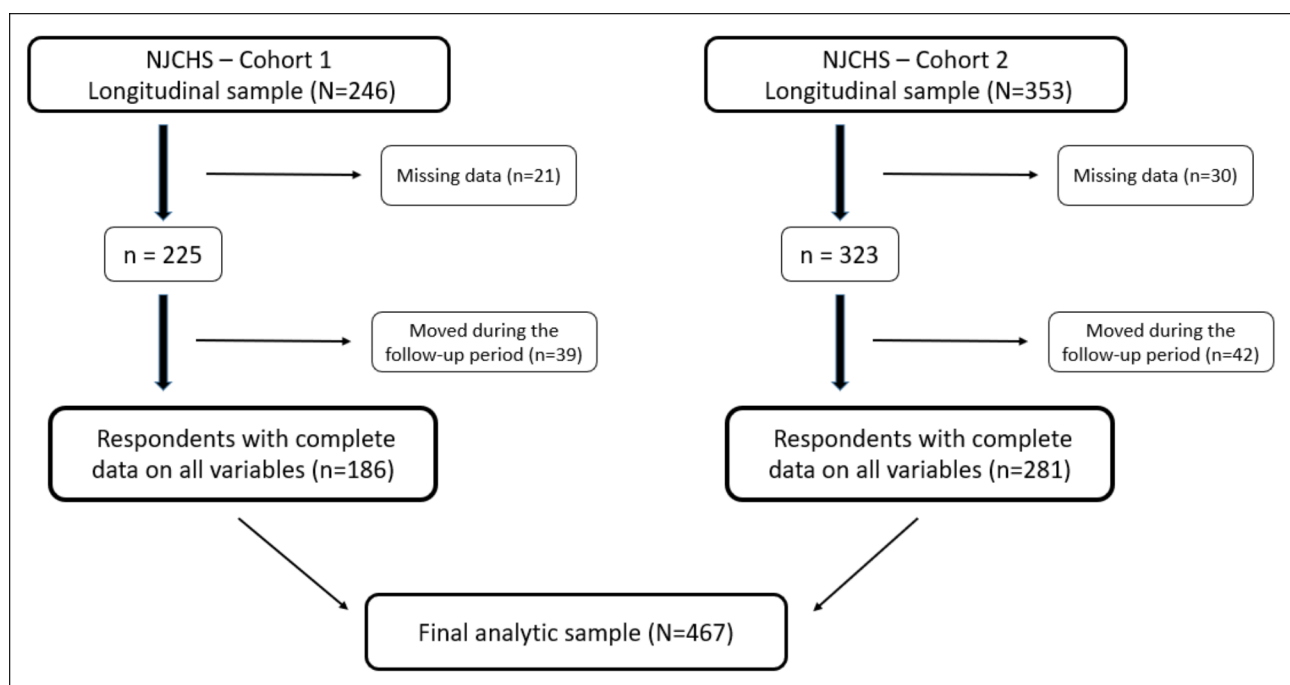 NJCHS – Cohort 1
Longitudinal sample (N=246)
Missing data (n=21)
n = 225
Moved during the
follow-up period (n=39)
Respondents with complete
data on all variables (n=186)
NJCHS – Cohort 2
Longitudinal sample (N=353)
Missing data (n=30)
n = 323
Moved during the
follow-up period (n=42)
Respondents with complete
data on all variables (n=281)
Final analytic sample (N=467)